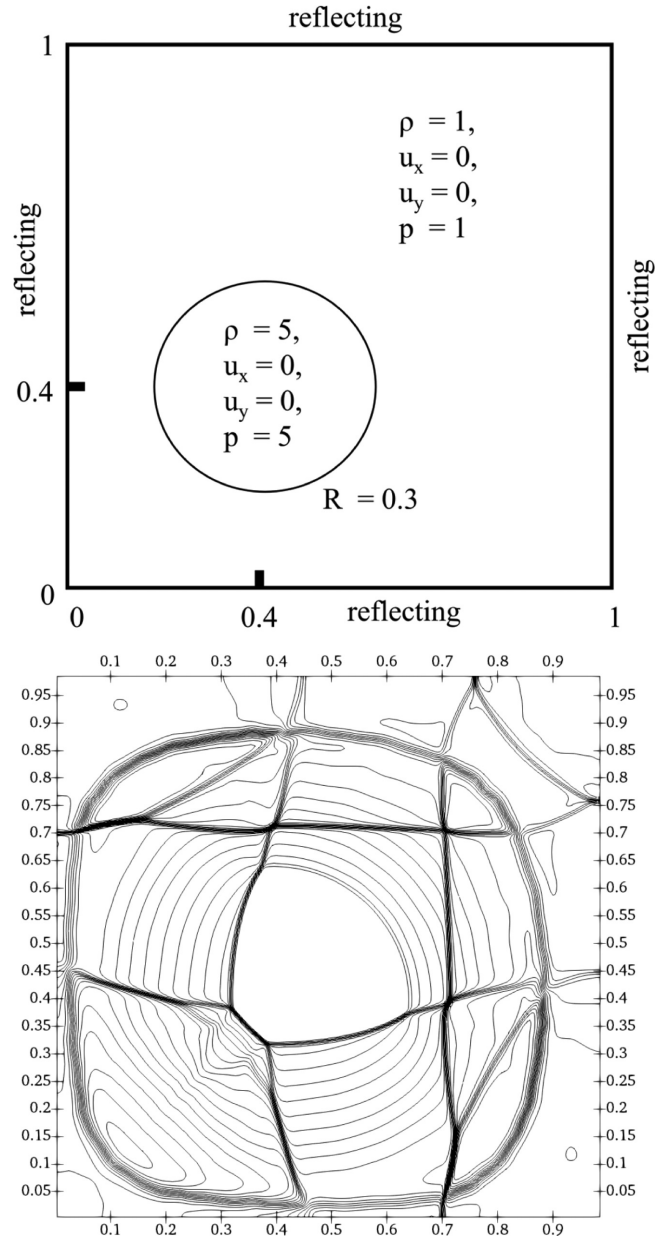 reflecting
1
ρ = 1,
uₓ = 0,
u_y = 0,
p = 1
reflecting
reflecting
ρ = 5,
uₓ = 0,
u_y = 0,
p = 5
0.4
R = 0.3
0
0 0.4 reflecting 1
0.1 0.2 0.3 0.4 0.5 0.6 0.7 0.8 0.9
0.95 0.95
0.9 0.9
0.85 0.85
0.8 0.8
0.75 0.75
0.7 0.7
0.65 0.65
0.6 0.6
0.55 0.55
0.5 0.5
0.45 0.45
0.4 0.4
0.35 0.35
0.3 0.3
0.25 0.25
0.2 0.2
0.15 0.15
0.1 0.1
0.05 0.05
0.1 0.2 0.3 0.4 0.5 0.6 0.7 0.8 0.9